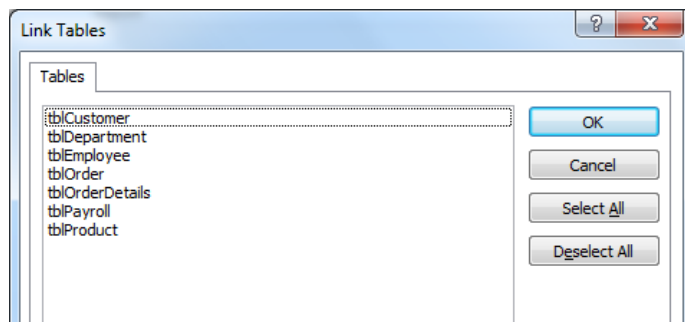 Link Tables
?
X
Tables
tblCustomer
tblDepartment
tblEmployee
tblOrder
tblOrderDetails
tblPayroll
tblProduct
OK
Cancel
Select All
Deselect All